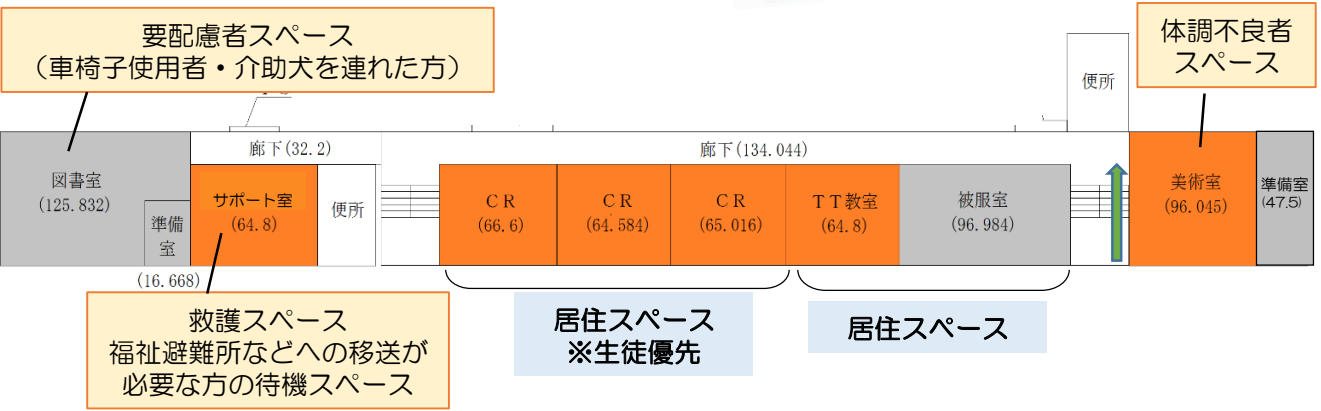 要配慮者スペース
（車椅子使用者・介助犬を連れた方）
体調不良者
スペース
便所
廊下(32.2)
廊下(134.044)
図書室
(125.832)
準備
室
(16.668)
サポート室
(64.8)
便所
ＣＲ
(66.6)
ＣＲ
(64.584)
ＣＲ
(65.016)
ＴＴ教室
(64.8)
被服室
(96.984)
美術室
(96.045)
準備室
(47.5)
救護スペース
福祉避難所などへの移送が
必要な方の待機スペース
居住スペース
※生徒優先
居住スペース